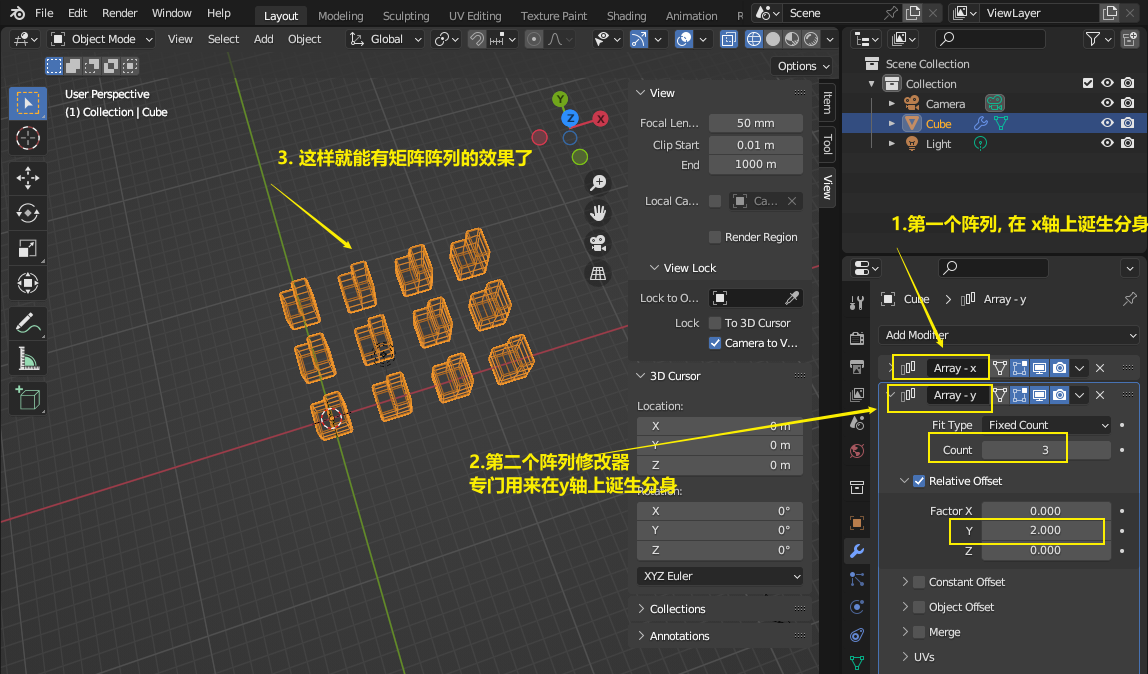 File Edit Render Window Help Layout Modeling Sculpting UV Editing Texture Paint Shading Animation R Scene ViewLayer
Object Mode View Select Add Object Global
Options
User Perspective
(1) Collection | Cube
Y
Z
X
3. 这样就能有矩阵阵列的效果了
2.第二个阵列修改器
专门用来在y轴上诞生分身
View
Focal Len... 50 mm
Clip Start 0.01 m
End 1000 m
Local Ca... Ca...
Render Region
View Lock
Lock to O...
Lock To 3D Cursor
Camera to V...
3D Cursor
Location:
X 0 m
Y 0 m
Z 0 m
Rotation:
X 0°
Y 0°
Z 0°
XYZ Euler
Collections
Annotations
Item
Tool
View
Scene Collection
Collection
Camera
Cube
Light
1.第一个阵列, 在 x轴上诞生分身
Cube Array - y
Add Modifier
Array - x
Array - y
Fit Type Fixed Count
Count 3
Relative Offset
Factor X 0.000
Y 2.000
Z 0.000
Constant Offset
Object Offset
Merge
UVs